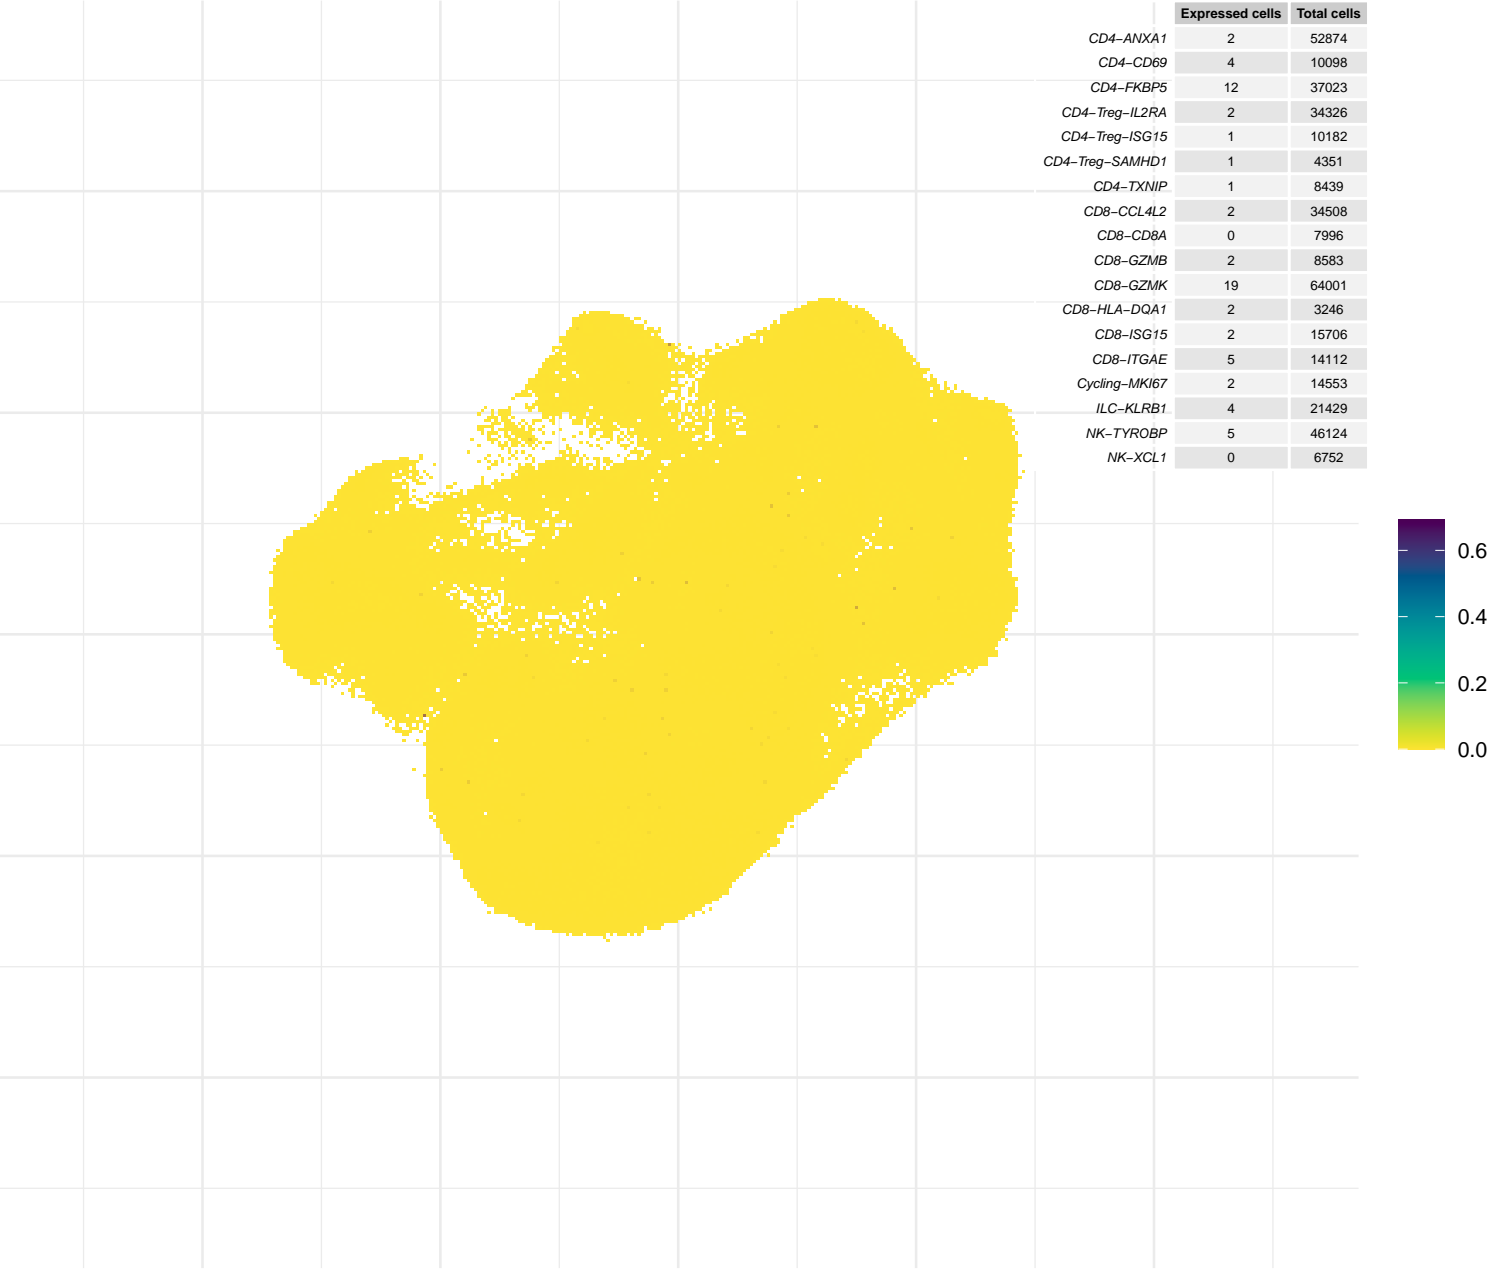 Expressed cells Total cells
CD4−ANXA1 2 52874
CD4−CD69 4 10098
CD4−FKBP5 12 37023
CD4−Treg−IL2RA 2 34326
CD4−Treg−ISG15 1 10182
CD4−Treg−SAMHD1 1 4351
CD4−TXNIP 1 8439
CD8−CCL4L2 2 34508
CD8−CD8A 0 7996
CD8−GZMB 2 8583
CD8−GZMK 19 64001
CD8−HLA−DQA1 2 3246
CD8−ISG15 2 15706
CD8−ITGAE 5 14112
Cycling−MKI67 2 14553
ILC−KLRB1 4 21429
NK−TYROBP 5 46124
NK−XCL1 0 6752
0.6
0.4
0.2
0.0